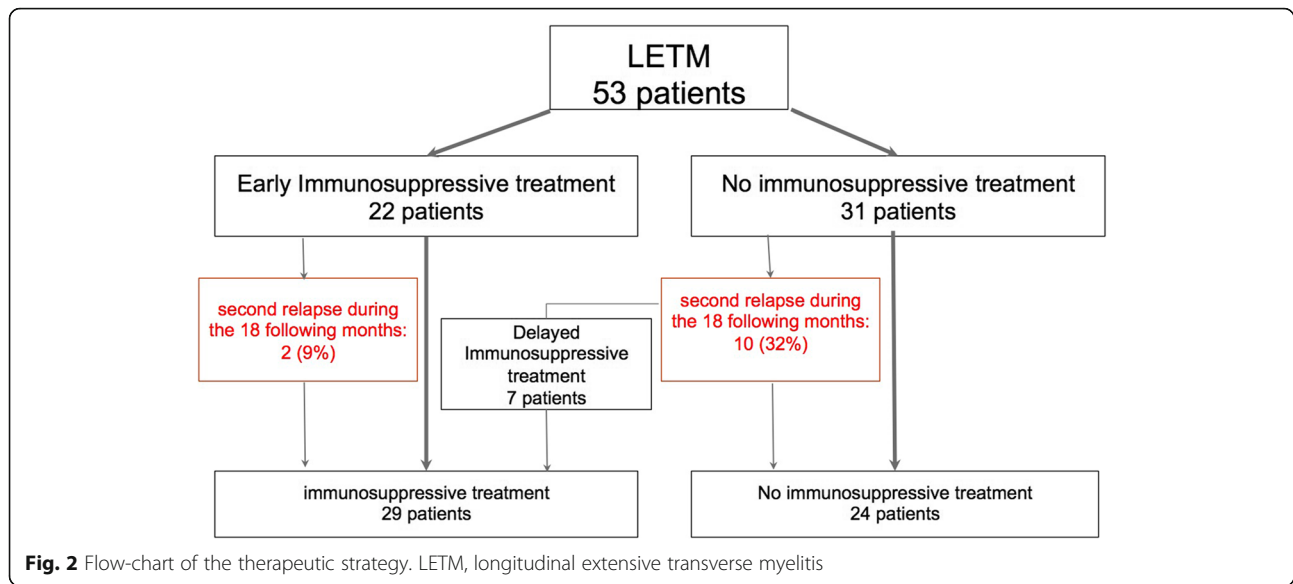 LETM
53 patients
Early Immunosuppressive treatment
22 patients
No immunosuppressive treatment
31 patients
second relapse during
the 18 following months:
2 (9%)
Delayed
Immunosuppressive
treatment
7 patients
second relapse during
the 18 following months:
10 (32%)
immunosuppressive treatment
29 patients
No immunosuppressive treatment
24 patients
Fig. 2 Flow-chart of the therapeutic strategy. LETM, longitudinal extensive transverse myelitis